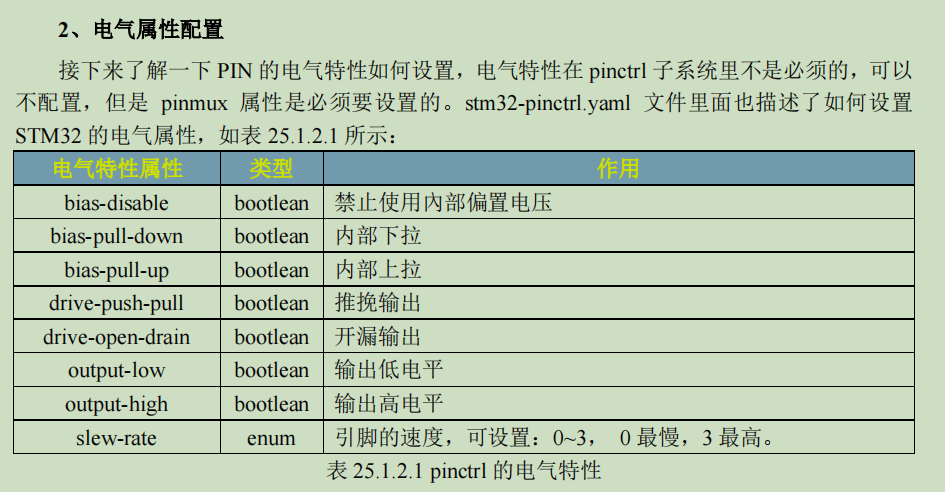 2、电气属性配置
接下来了解一下 PIN 的电气特性如何设置，电气特性在 pinctrl 子系统里不是必须的，可以
不配置，但是 pinmux 属性是必须要设置的。stm32-pinctrl.yaml 文件里面也描述了如何设置
STM32 的电气属性，如表 25.1.2.1 所示：
电气特性属性 类型 作用
bias-disable bootlean 禁止使用內部偏置电压
bias-pull-down bootlean 内部下拉
bias-pull-up bootlean 内部上拉
drive-push-pull bootlean 推挽输出
drive-open-drain bootlean 开漏输出
output-low bootlean 输出低电平
output-high bootlean 输出高电平
slew-rate enum 引脚的速度，可设置：0~3， 0 最慢，3 最高。
表 25.1.2.1 pinctrl 的电气特性